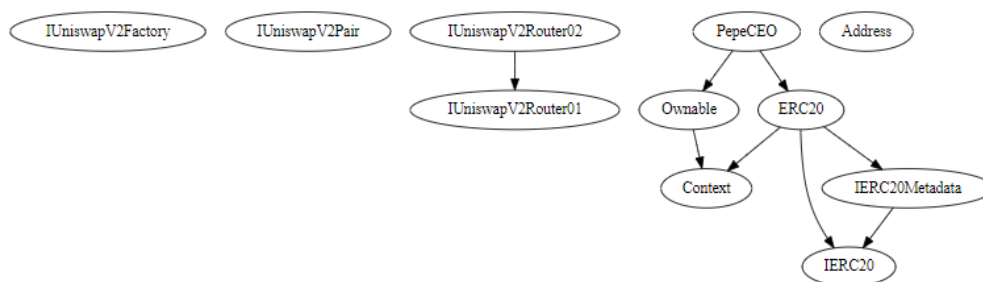 IUniswapV2Factory
IUniswapV2Pair
IUniswapV2Router02
PepeCEO
Address
IUniswapV2Router01
Ownable
ERC20
Context
IERC20Metadata
IERC20